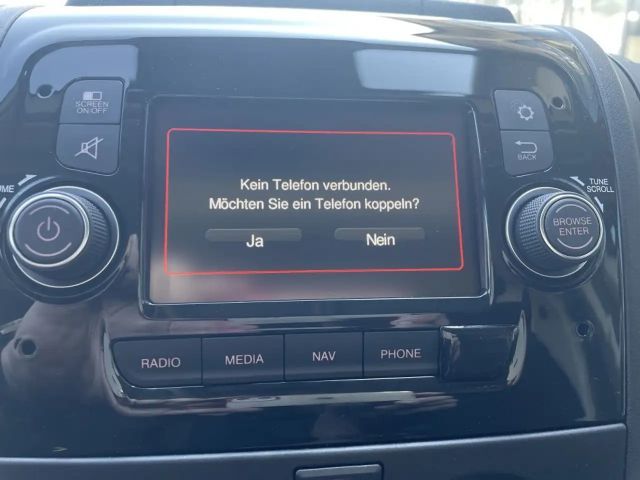 SCREEN
ON/OFF
BACK
UME
TUNE
SCROLL
BROWSE
ENTER
Kein Telefon verbunden.
Möchten Sie ein Telefon koppeln?
Ja
Nein
RADIO
MEDIA
NAV
PHONE